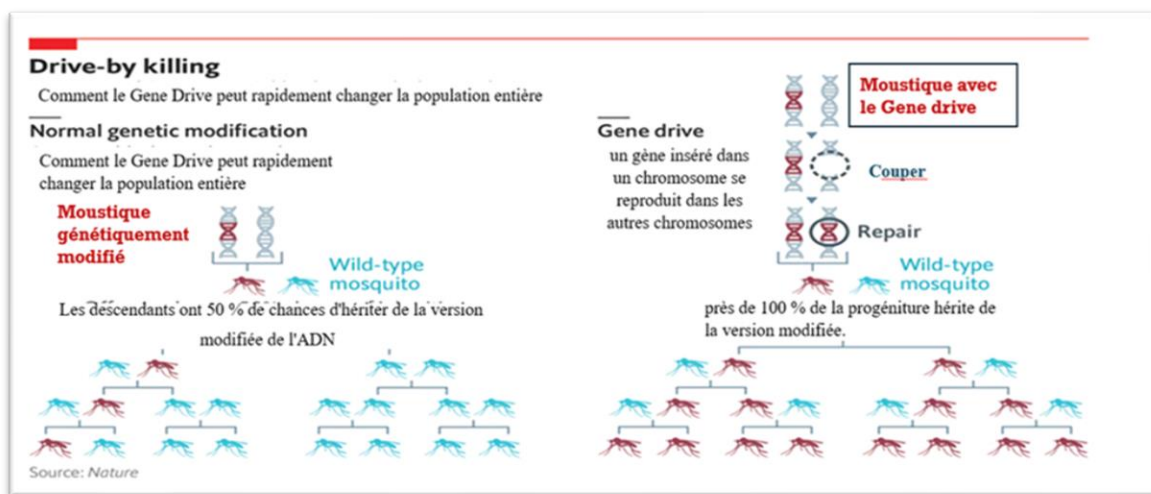 Drive-by killing
Comment le Gene Drive peut rapidement changer la population entière
Normal genetic modification
Comment le Gene Drive peut rapidement
changer la population entière
Moustique
génétiquement
modifié
Wild-type
mosquito
Les descendants ont 50 % de chances d'hériter de la version
modifiée de l'ADN
Gene drive
un gène inséré dans
un chromosome se
reproduit dans les
autres chromosomes
Moustique avec
le Gene drive
Couper
Repair
Wild-type
mosquito
près de 100 % de la progéniture hérite de
la version modifiée.
Source: Nature